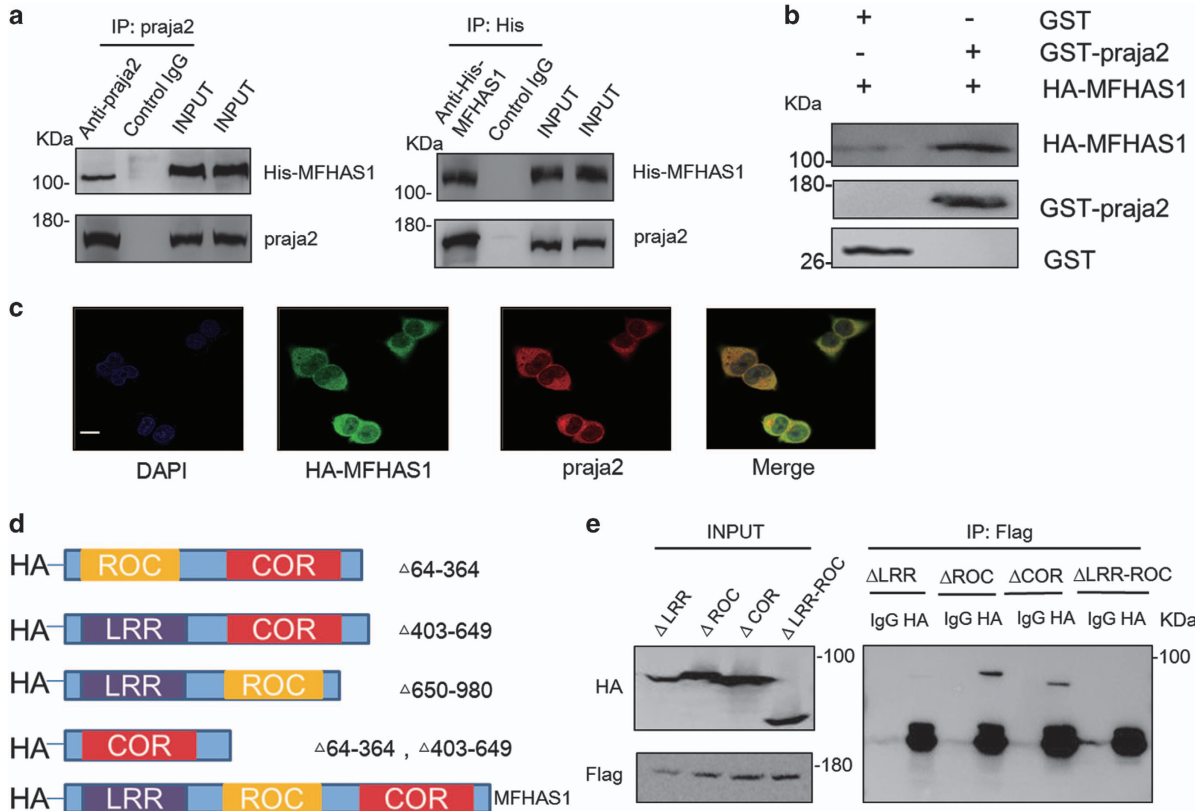 a
IP: praja2
Anti-praja2
Control IgG
INPUT
INPUT
KDa
100-
His-MFHAS1
180-
praja2
IP: His
Anti-His-
MFHAS1
Control IgG
INPUT
INPUT
KDa
100-
His-MFHAS1
180-
praja2
b
+ - GST
- + GST-praja2
+ + HA-MFHAS1
KDa
100-
HA-MFHAS1
180-
GST-praja2
26-
GST
c
DAPI
HA-MFHAS1
praja2
Merge
d
HA ROC COR △64-364
HA LRR COR △403-649
HA LRR ROC △650-980
HA COR △64-364 , △403-649
HA LRR ROC COR MFHAS1
e
INPUT
ΔLRR
ΔROC
ΔCOR
ΔLRR-ROC
HA
-100
Flag
-180
IP: Flag
ΔLRR ΔROC ΔCOR ΔLRR-ROC
IgG HA IgG HA IgG HA IgG HA KDa
-100